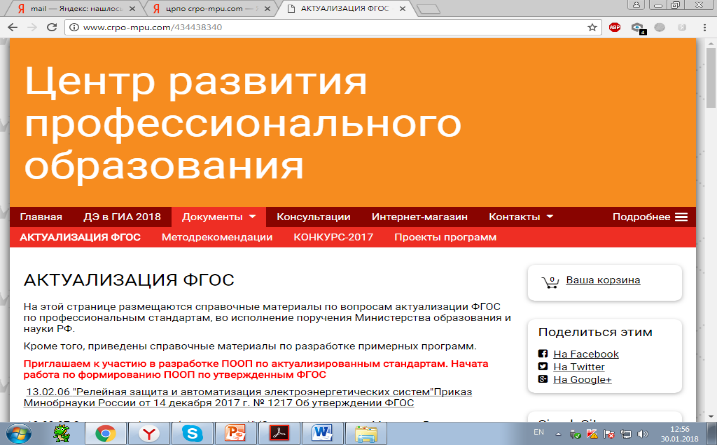 mail — Яндекс: нашлос
црпо crpo-mpu.com —
АКТУАЛИЗАЦИЯ ФГОС
www.crpo-mpu.com/434438340
Центр развития
профессионального
образования
Главная ДЭ в ГИА 2018 Документы Консультации Интернет-магазин Контакты Подробнее
АКТУАЛИЗАЦИЯ ФГОС Методрекомендации КОНКУРС-2017 Проекты программ
АКТУАЛИЗАЦИЯ ФГОС
На этой странице размещаются справочные материалы по вопросам актуализации ФГОС
по профессиональным стандартам, во исполнение поручения Министерства образования и
науки РФ.
Кроме того, приведены справочные материалы по разработке примерных программ.
Приглашаем к участию в разработке ПООП по актуализированным стандартам. Начата
работа по формированию ПООП по утвержденным ФГОС
13.02.06 "Релейная защита и автоматизация электроэнергетических систем"Приказ
Минобрнауки России от 14 декабря 2017 г. № 1217 Об утверждении ФГОС
0 Ваша корзина
Поделиться этим
На Facebook
На Twitter
На Google+
EN
12:56
30.01.2018